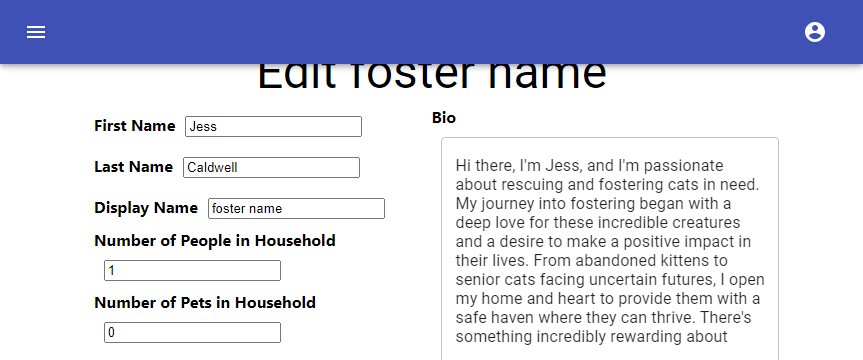 Edit foster name
First Name Jess
Last Name Caldwell
Display Name foster name
Number of People in Household
1
Number of Pets in Household
0
Bio
Hi there, I'm Jess, and I'm passionate
about rescuing and fostering cats in need.
My journey into fostering began with a
deep love for these incredible creatures
and a desire to make a positive impact in
their lives. From abandoned kittens to
senior cats facing uncertain futures, I open
my home and heart to provide them with a
safe haven where they can thrive. There's
something incredibly rewarding about